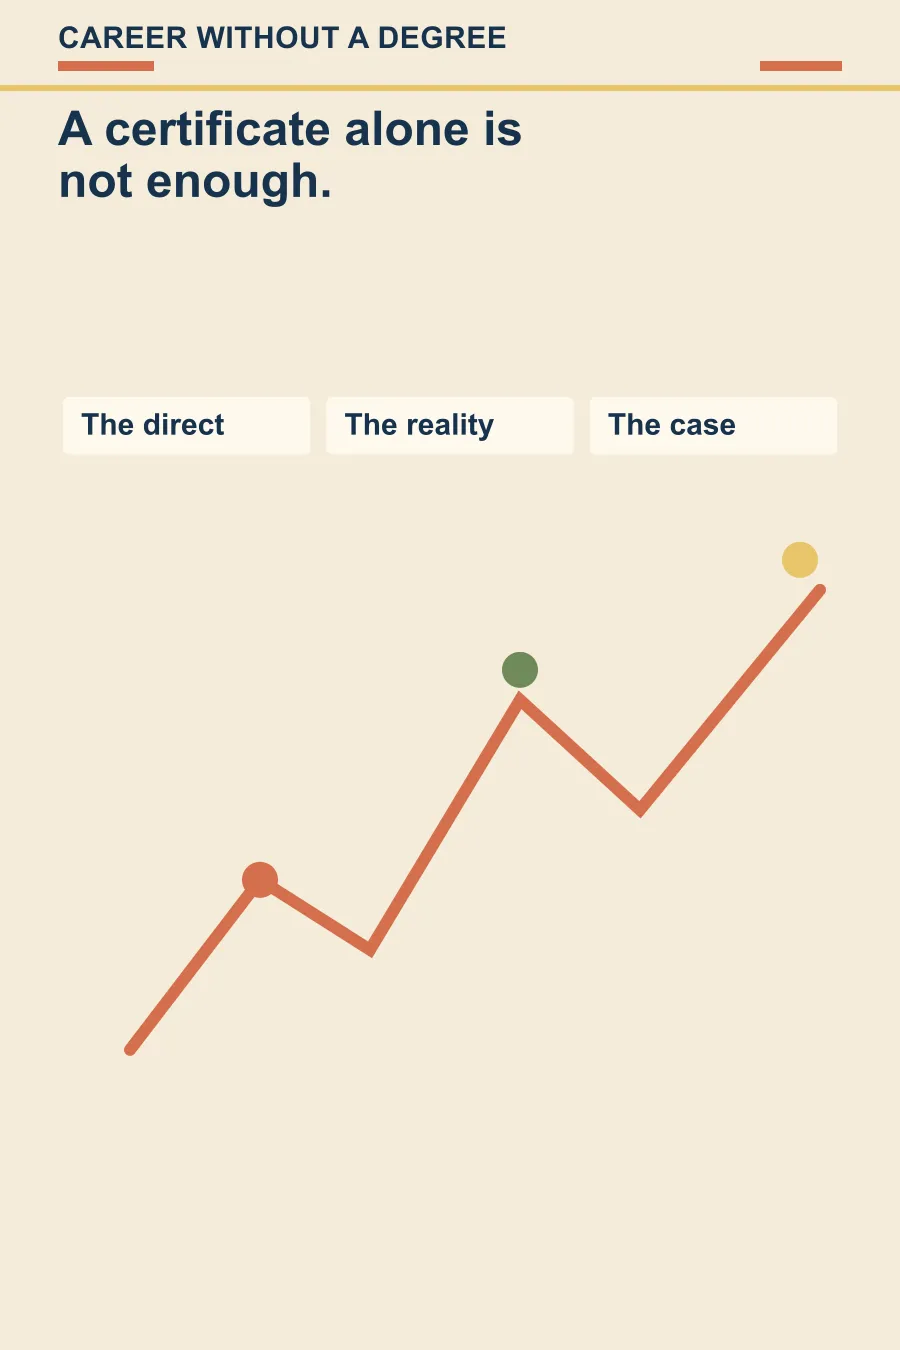 CAREER WITHOUT A DEGREE
A certificate alone is
not enough.
The direct
The reality
The case